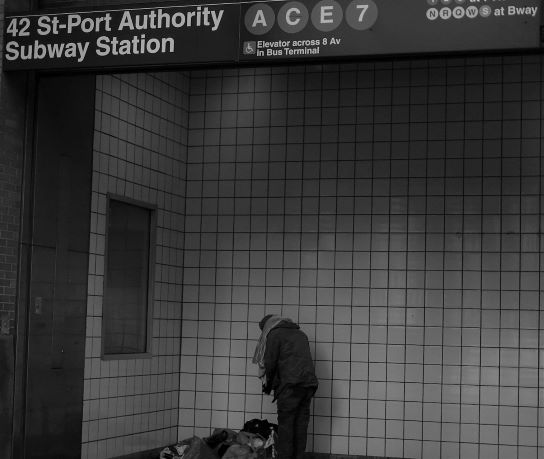 42 St-Port Authority
Subway Station
A C E 7
Elevator across 8 Av
in Bus Terminal
N R Q W S at Bway